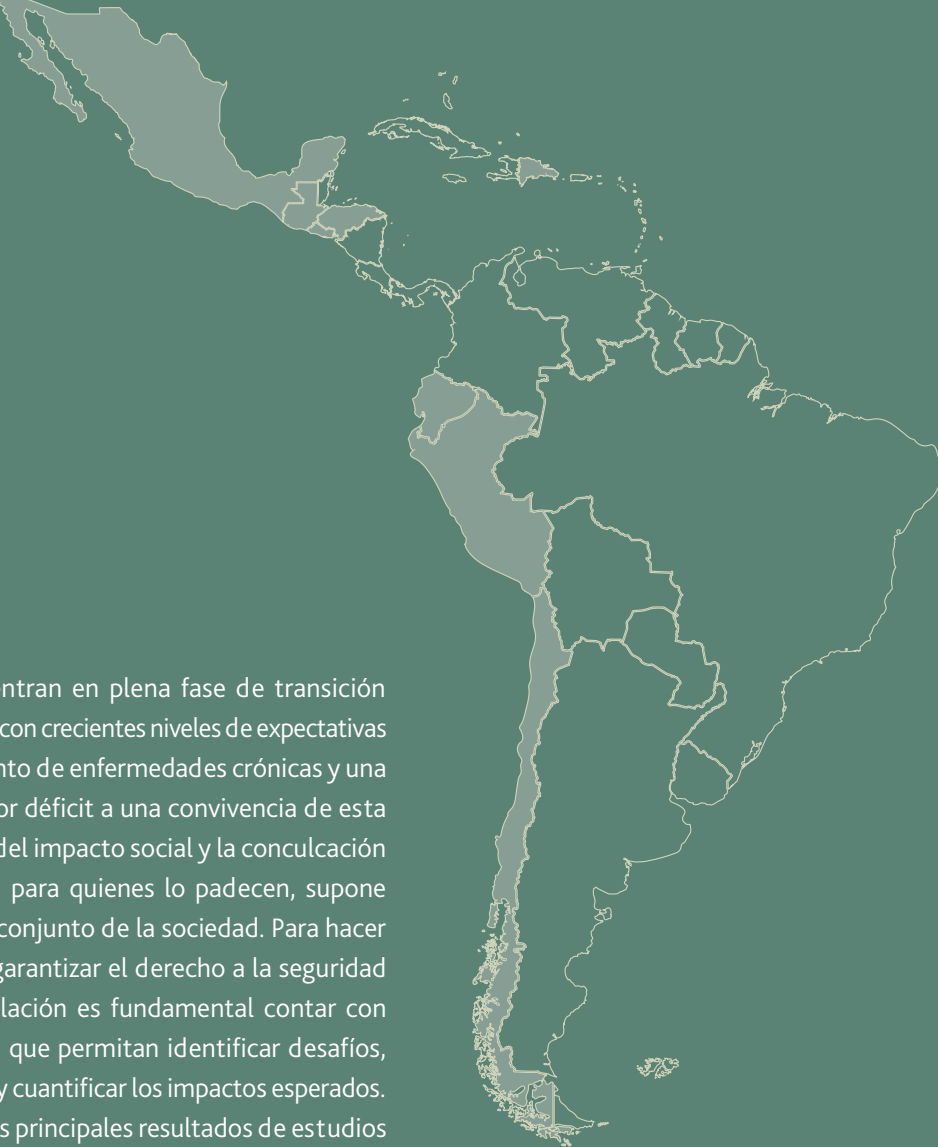 entran en plena fase de transición
con crecientes niveles de expectativas
nto de enfermedades crónicas y una
or déficit a una convivencia de esta
del impacto social y la conculcación
para quienes lo padecen, supone
conjunto de la sociedad. Para hacer
garantizar el derecho a la seguridad
lación es fundamental contar con
que permitan identificar desafíos,
y cuantificar los impactos esperados.
s principales resultados de estudios